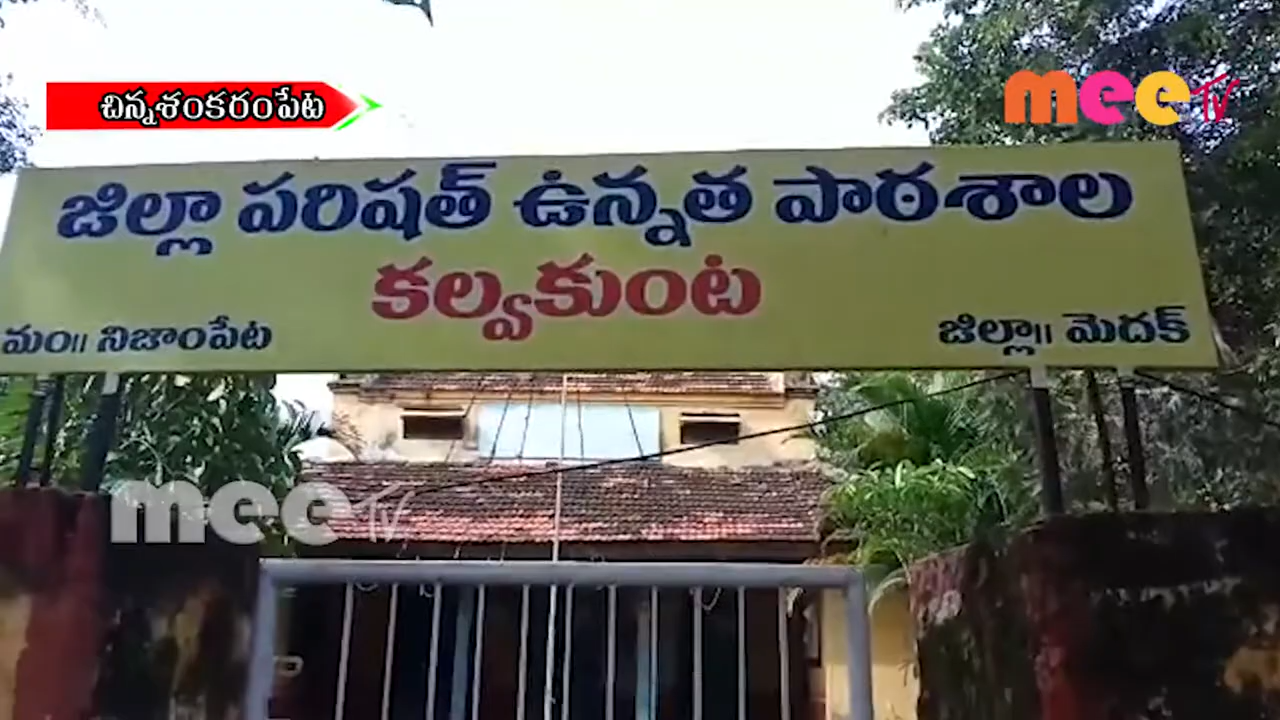 చిన్నశంకరంపేట
mee TV
జిల్లా పరిషత్ ఉన్నత పాఠశాల
కల్వకుంట
మం॥ నిజాంపేట
జిల్లా॥ మెదక్
mee TV